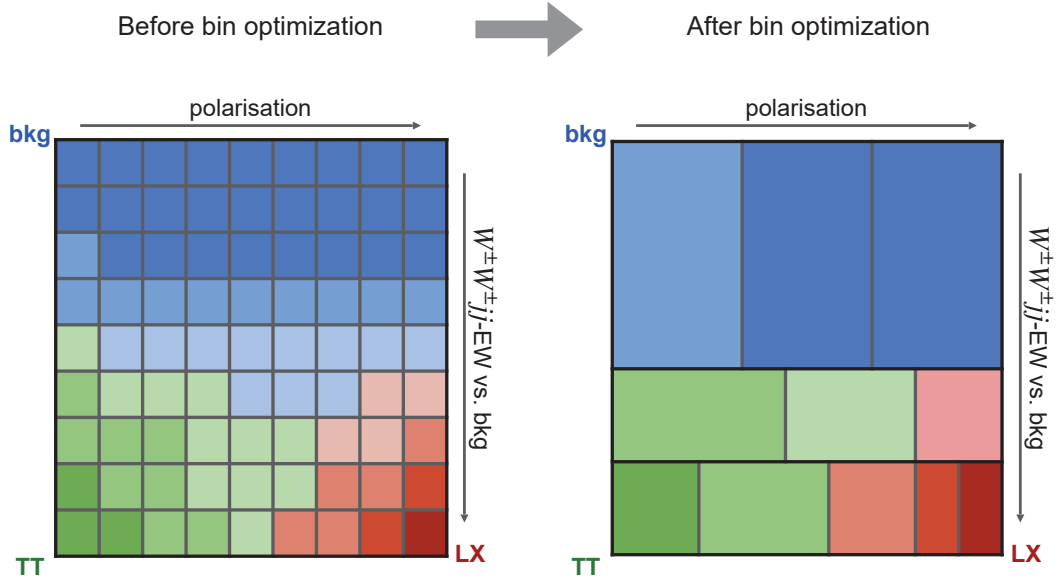 Before bin optimization
After bin optimization
polarisation
bkg
W±W±jj-EW vs. bkg
TT
LX
polarisation
bkg
W±W±jj-EW vs. bkg
TT
LX